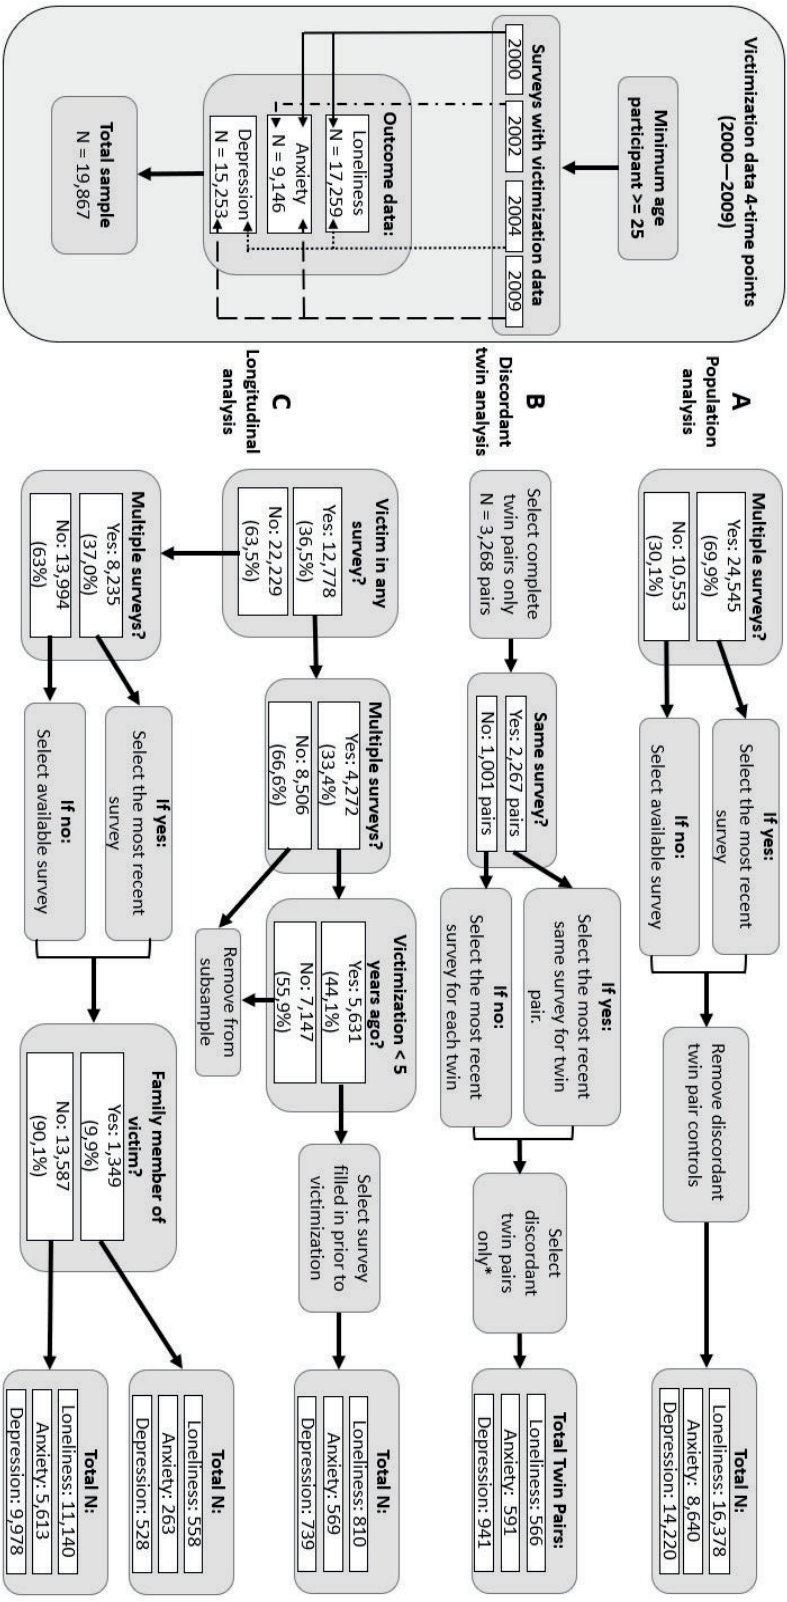 Victimization data 4-time points
(2000—2009)
Minimum age
participant >= 25
Surveys with victimization data
2000
2002
2004
2009
Outcome data:
Loneliness
N = 17,259
Anxiety
N = 9,146
Depression
N = 15,253
Total sample
N = 19,867
A
Population
analysis
Multiple surveys?
Yes: 24,545
(69,9%)
No: 10,553
(30,1%)
If yes:
Select the most recent
survey
If no:
Select available survey
Remove discordant
twin pair controls
Total N:
Loneliness: 16,378
Anxiety: 8,640
Depression: 14,220
B
Discordant
twin analysis
Select complete
twin pairs only
N = 3,268 pairs
Same survey?
Yes: 2,267 pairs
No: 1,001 pairs
If yes:
Select the most recent
same survey for twin
pair.
If no:
Select the most recent
survey for each twin
Select
discordant
twin pairs
only*
Total Twin Pairs:
Loneliness: 566
Anxiety: 591
Depression: 941
C
Longitudinal
analysis
Victim in any
survey?
Yes: 12,778
(36,5%)
No: 22,229
(63,5%)
Multiple surveys?
Yes: 4,272
(33,4%)
No: 8,506
(66,6%)
Victimization < 5
years ago?
Yes: 5,631
(44,1%)
No: 7,147
(55,9%)
Remove from
subsample
Select survey
filled in prior to
victimization
Total N:
Loneliness: 810
Anxiety: 569
Depression: 739
Multiple surveys?
Yes: 8,235
(37,0%)
No: 13,994
(63%)
If yes:
Select the most recent
survey
If no:
Select available survey
Family member of
victim?
Yes: 1,349
(9,9%)
No: 13,587
(90,1%)
Total N:
Loneliness: 558
Anxiety: 263
Depression: 528
Total N:
Loneliness: 11,140
Anxiety: 5,613
Depression: 9,978